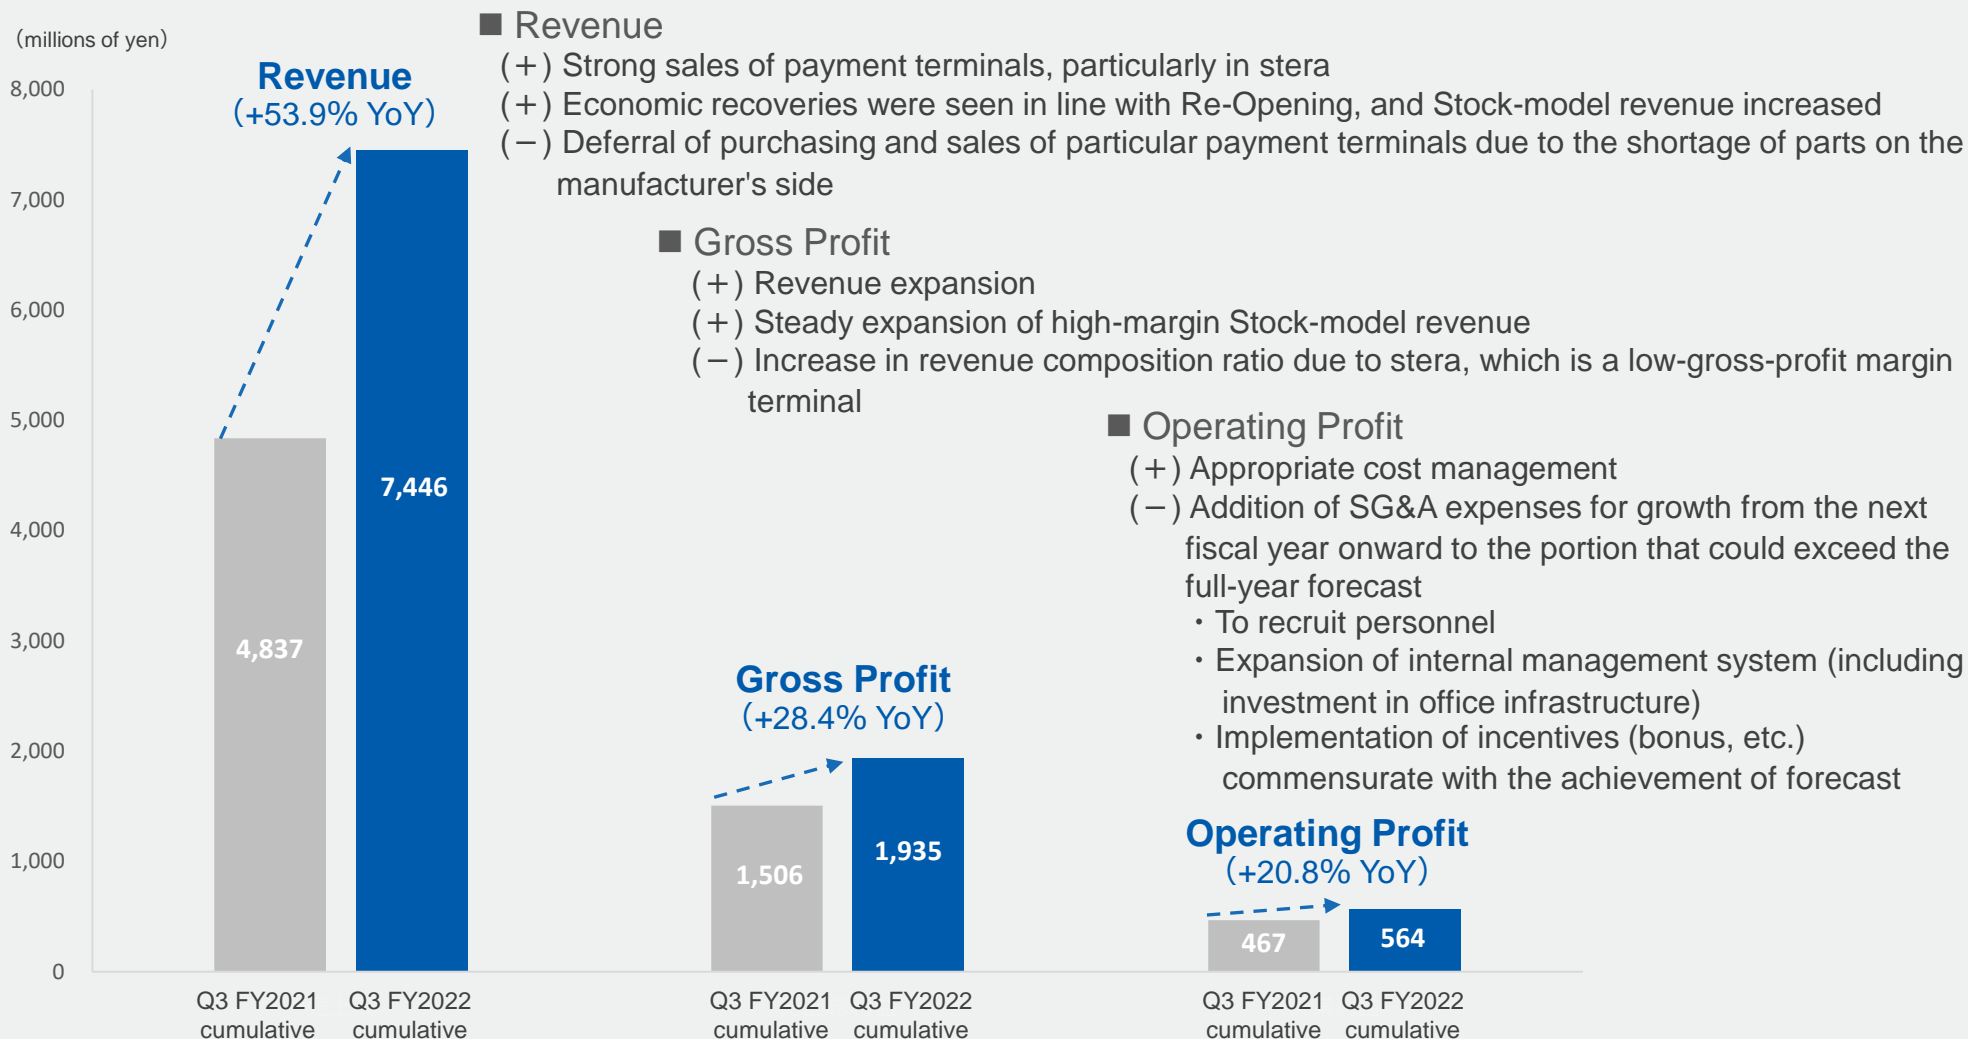 （millions of yen）
■ Revenue
(＋) Strong sales of payment terminals, particularly in stera
(＋) Economic recoveries were seen in line with Re-Opening, and Stock-model revenue increased
(－) Deferral of purchasing and sales of particular payment terminals due to the shortage of parts on the
manufacturer's side
■ Gross Profit
(＋) Revenue expansion
(＋) Steady expansion of high-margin Stock-model revenue
(－) Increase in revenue composition ratio due to stera, which is a low-gross-profit margin
terminal
■ Operating Profit
(＋) Appropriate cost management
(－) Addition of SG&A expenses for growth from the next
fiscal year onward to the portion that could exceed the
full-year forecast
・To recruit personnel
・Expansion of internal management system (including
investment in office infrastructure)
・Implementation of incentives (bonus, etc.)
commensurate with the achievement of forecast
Revenue
（+53.9% YoY）
Gross Profit
（+28.4% YoY）
Operating Profit
（+20.8% YoY）
8,000
7,000
6,000
5,000
4,000
3,000
2,000
1,000
0
4,837
7,446
1,506
1,935
467
564
Q3 FY2021
cumulative
Q3 FY2022
cumulative
Q3 FY2021
cumulative
Q3 FY2022
cumulative
Q3 FY2021
cumulative
Q3 FY2022
cumulative